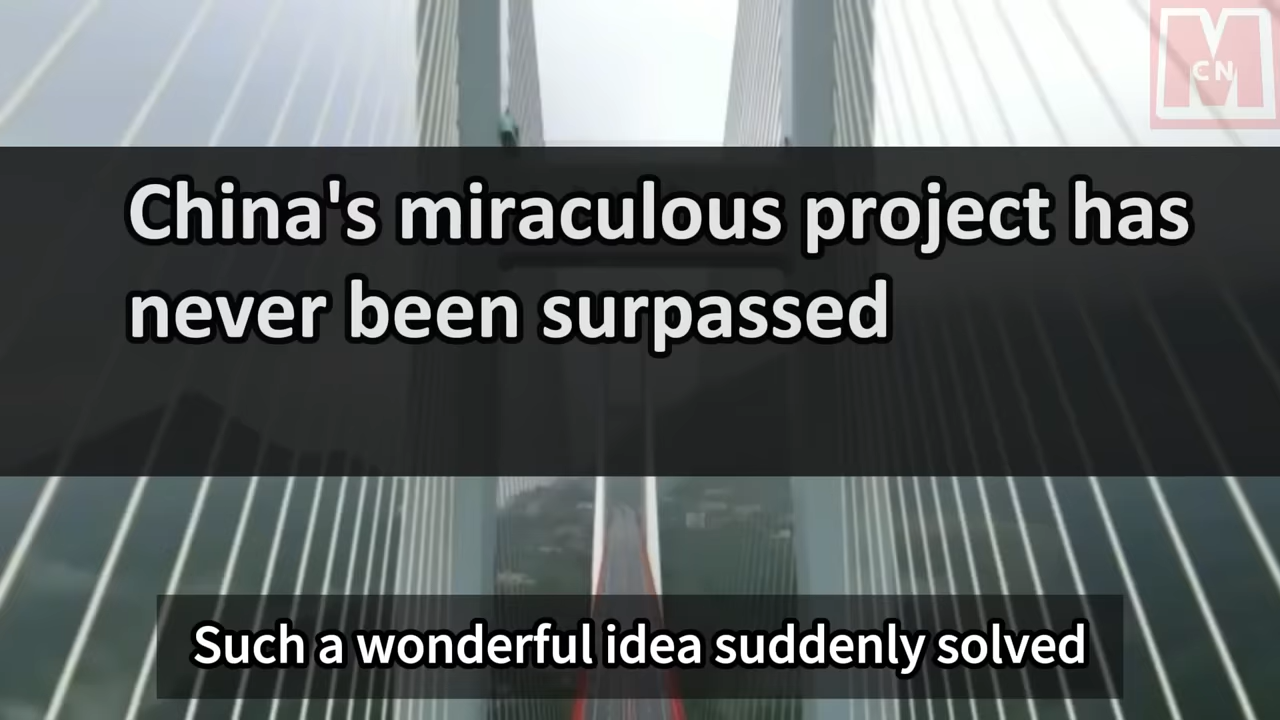 CN
China's miraculous project has
never been surpassed
Such a wonderful idea suddenly solved